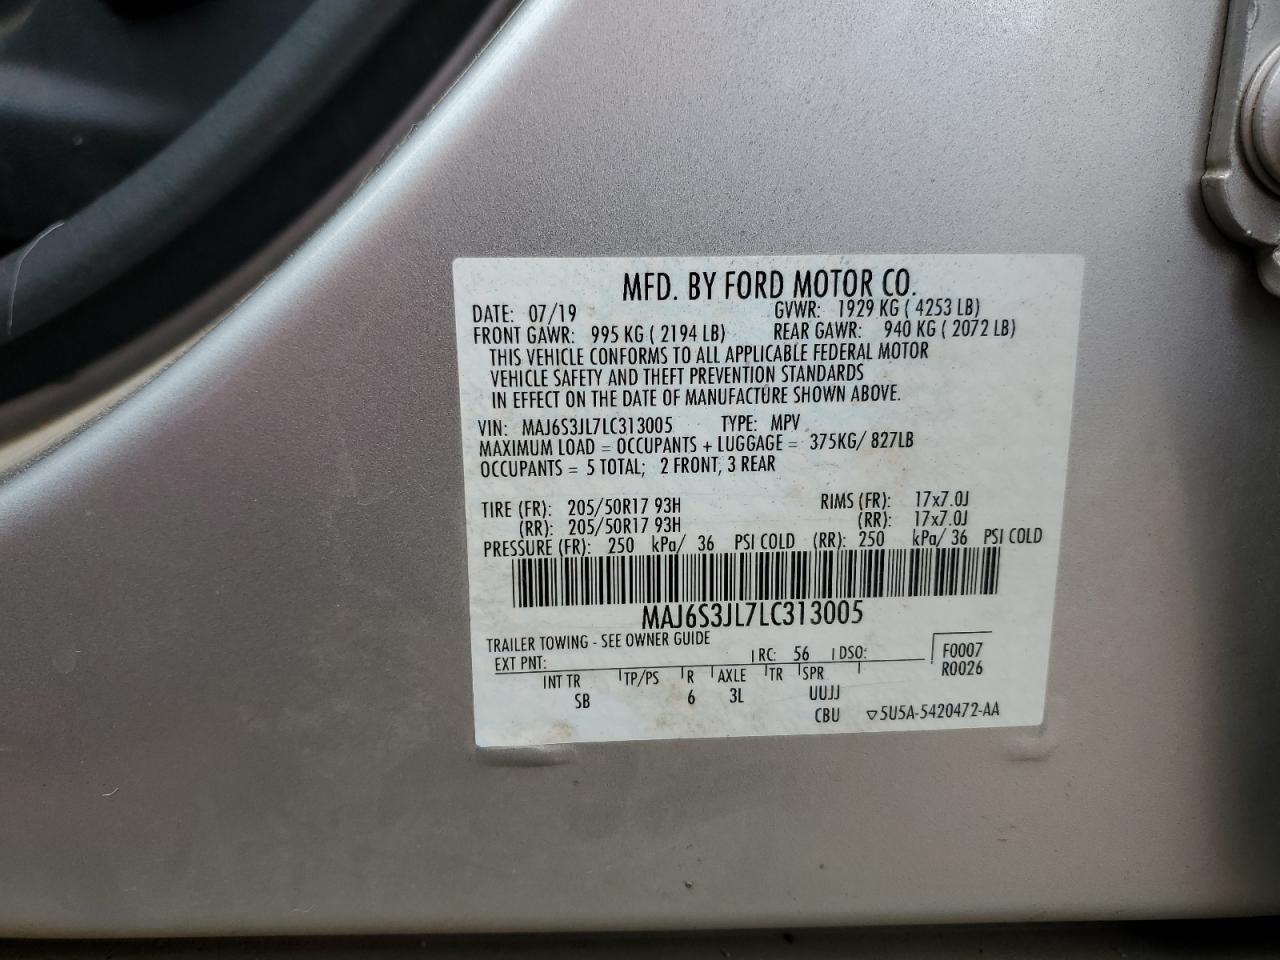 MFD. BY FORD MOTOR CO.
DATE: 07/19 GVWR: 1929 KG ( 4253 LB)
FRONT GAWR: 995 KG ( 2194 LB) REAR GAWR: 940 KG ( 2072 LB)
THIS VEHICLE CONFORMS TO ALL APPLICABLE FEDERAL MOTOR
VEHICLE SAFETY AND THEFT PREVENTION STANDARDS
IN EFFECT ON THE DATE OF MANUFACTURE SHOWN ABOVE.
VIN: MAJ6S3JL7LC313005 TYPE: MPV
MAXIMUM LOAD = OCCUPANTS + LUGGAGE = 375KG/ 827LB
OCCUPANTS = 5 TOTAL; 2 FRONT, 3 REAR
TIRE (FR): 205/50R17 93H RIMS (FR): 17x7.0J
(RR): 205/50R17 93H (RR): 17x7.0J
PRESSURE (FR): 250 kPa/ 36 PSI COLD (RR): 250 kPa/ 36 PSI COLD
MAJ6S3JL7LC313005
TRAILER TOWING - SEE OWNER GUIDE
EXT PNT: RC: 56 DSO: F0007
R0026
INT TR TP/PS R AXLE TR SPR
SB 6 3L UUJJ
CBU ▽5U5A-5420472-AA